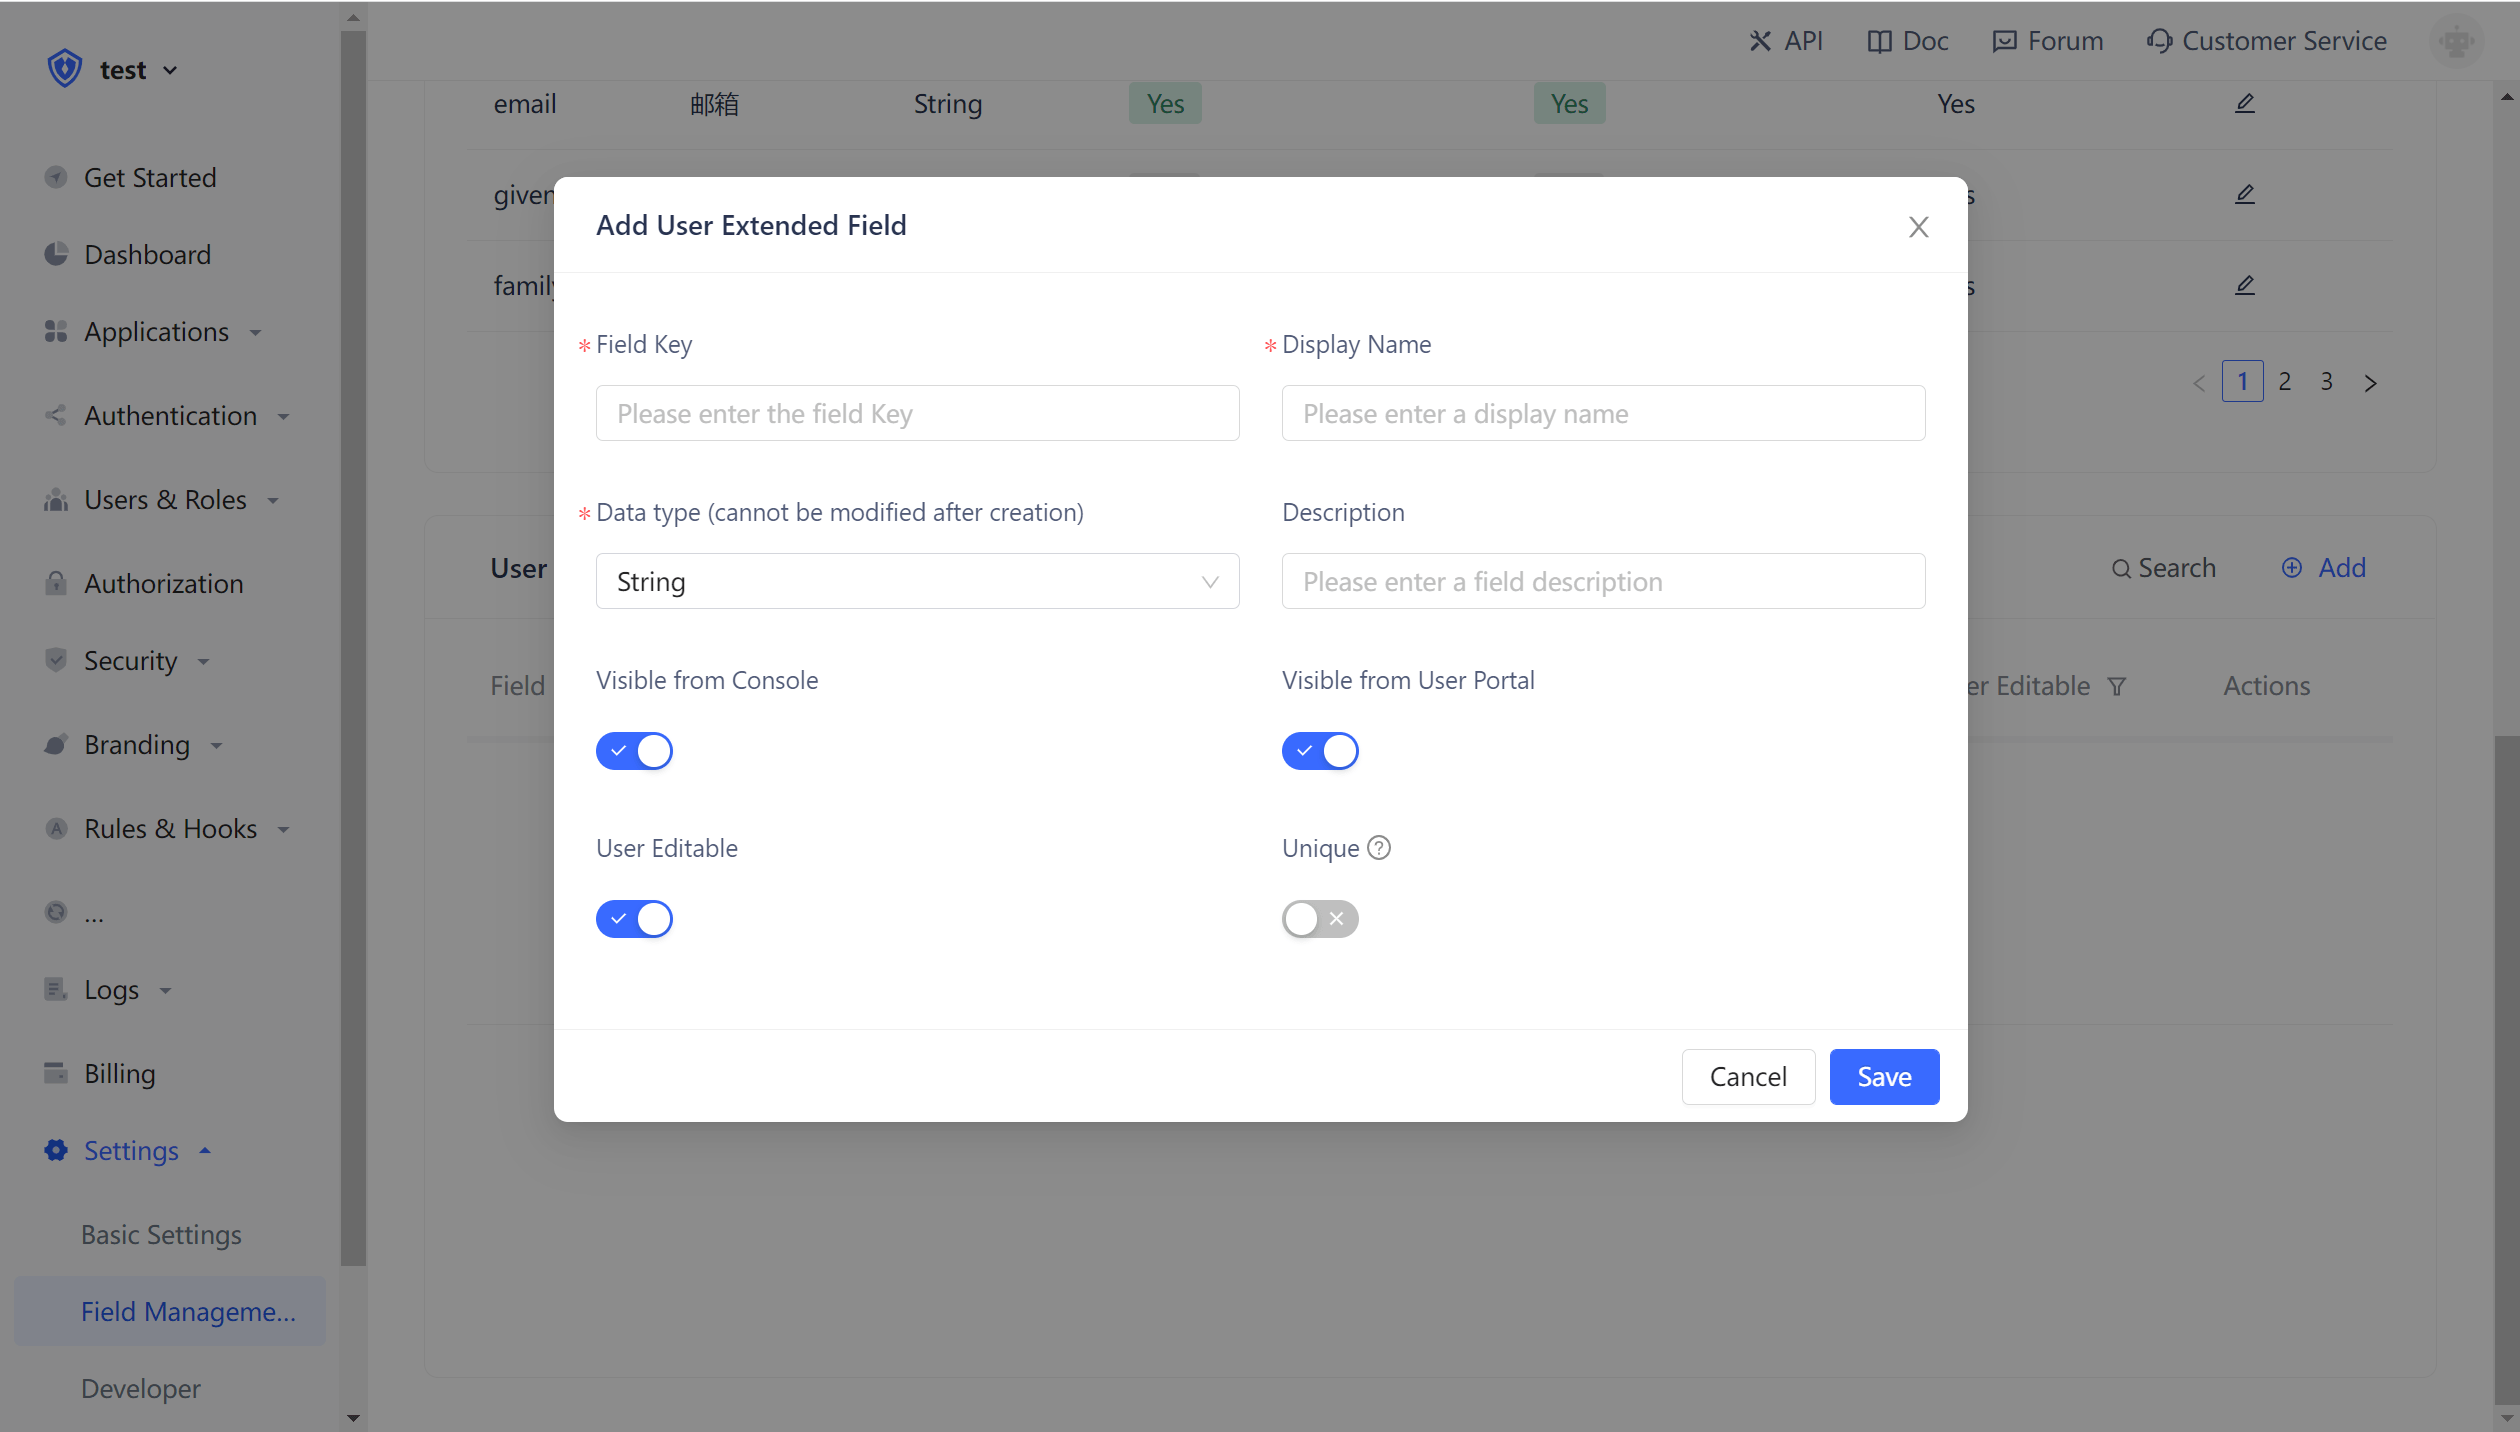 test
API
Doc
Forum
Customer Service
Get Started
Dashboard
Applications
Authentication
Users & Roles
Authorization
Security
Branding
Rules & Hooks
...
Logs
Billing
Settings
Basic Settings
Field Manageme...
Developer
email 邮箱 String Yes Yes Yes
given
family
1 2 3
User
Search
Add
Field
er Editable
Actions
Add User Extended Field
* Field Key
Please enter the field Key
* Display Name
Please enter a display name
* Data type (cannot be modified after creation)
String
Description
Please enter a field description
Visible from Console
Visible from User Portal
User Editable
Unique
Cancel
Save